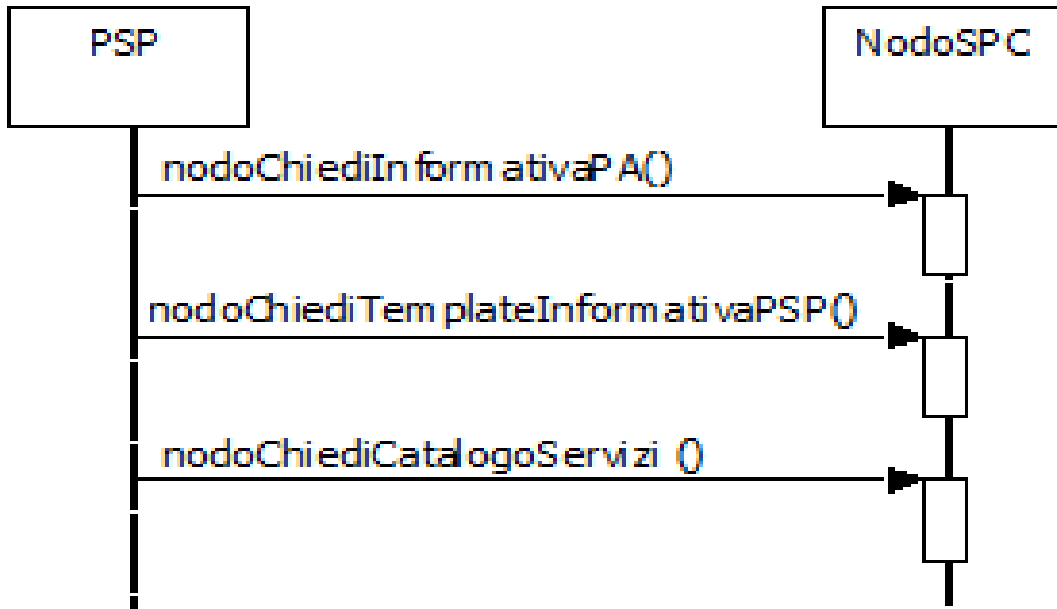 PSP
NodoSPC
nodoChiediInformativaPA()
nodoChiediTemplateInformativaPSP()
nodoChiediCatalogoServizi ()